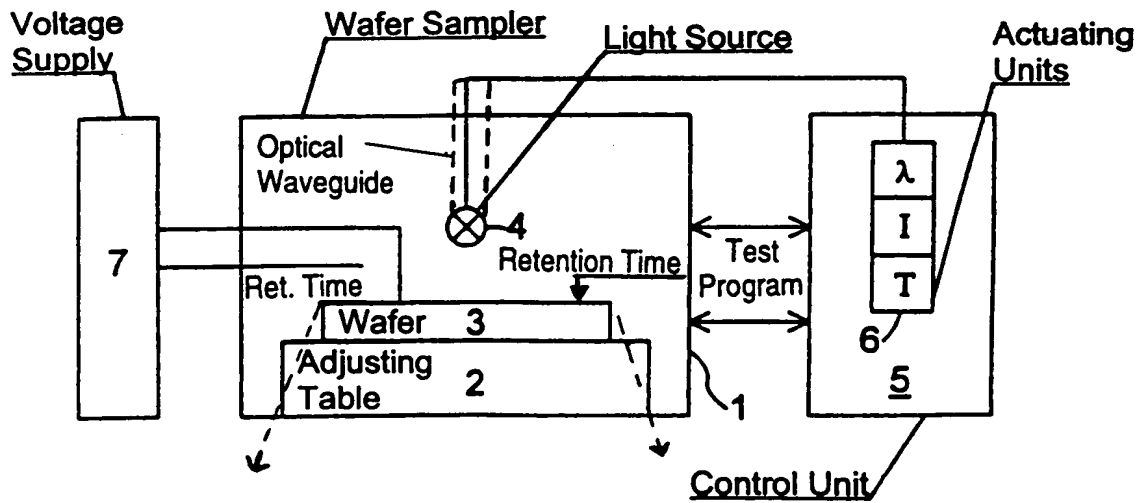 Voltage
Supply
Wafer Sampler
Light Source
Actuating
Units
Optical
Waveguide
4
λ
I
T
6
5
7
Ret. Time
Retention Time
Test
Program
Wafer 3
Adjusting
Table
2
1
Control Unit